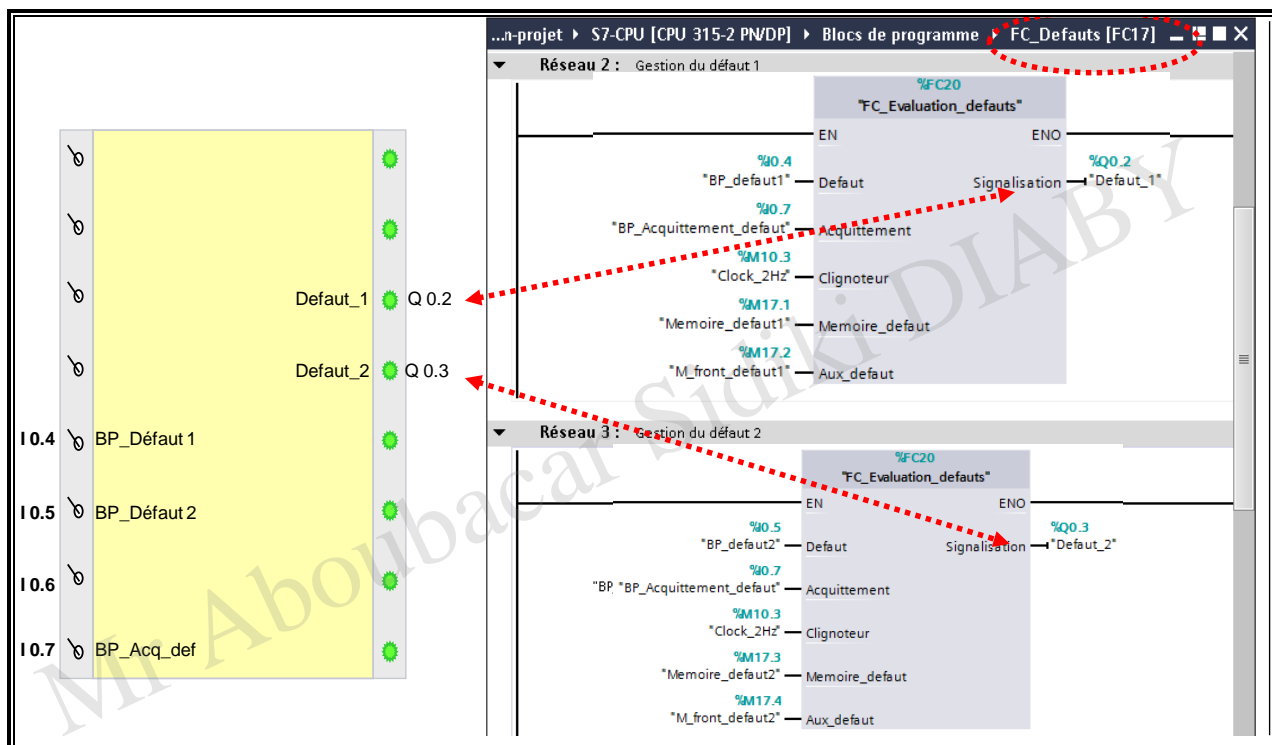 ...n-projet ▸ S7-CPU [CPU 315-2 PN/DP] ▸ Blocs de programme ▸ FC_Defauts [FC17]
Réseau 2 : Gestion du défaut 1
%FC20
"FC_Evaluation_defauts"
EN ENO
%I0.4
"BP_defaut1" Defaut
Signalisation
%Q0.2
"Defaut_1"
%I0.7
"BP_Acquittement_defaut" Acquittement
%M10.3
"Clock_2Hz" Clignoteur
%M17.1
"Memoire_defaut1" Memoire_defaut
%M17.2
"M_front_defaut1" Aux_defaut
Réseau 3 : Gestion du défaut 2
%FC20
"FC_Evaluation_defauts"
EN ENO
%I0.5
"BP_defaut2" Defaut
Signalisation
%Q0.3
"Defaut_2"
%I0.7
"BP "BP_Acquittement_defaut" Acquittement
%M10.3
"Clock_2Hz" Clignoteur
%M17.3
"Memoire_defaut2" Memoire_defaut
%M17.4
"M_front_defaut2" Aux_defaut
Defaut_1 Q 0.2
Defaut_2 Q 0.3
I 0.4 BP_Défaut 1
I 0.5 BP_Défaut 2
I 0.6
I 0.7 BP_Acq_def
Mr Aboubacar Sidiki DIABY